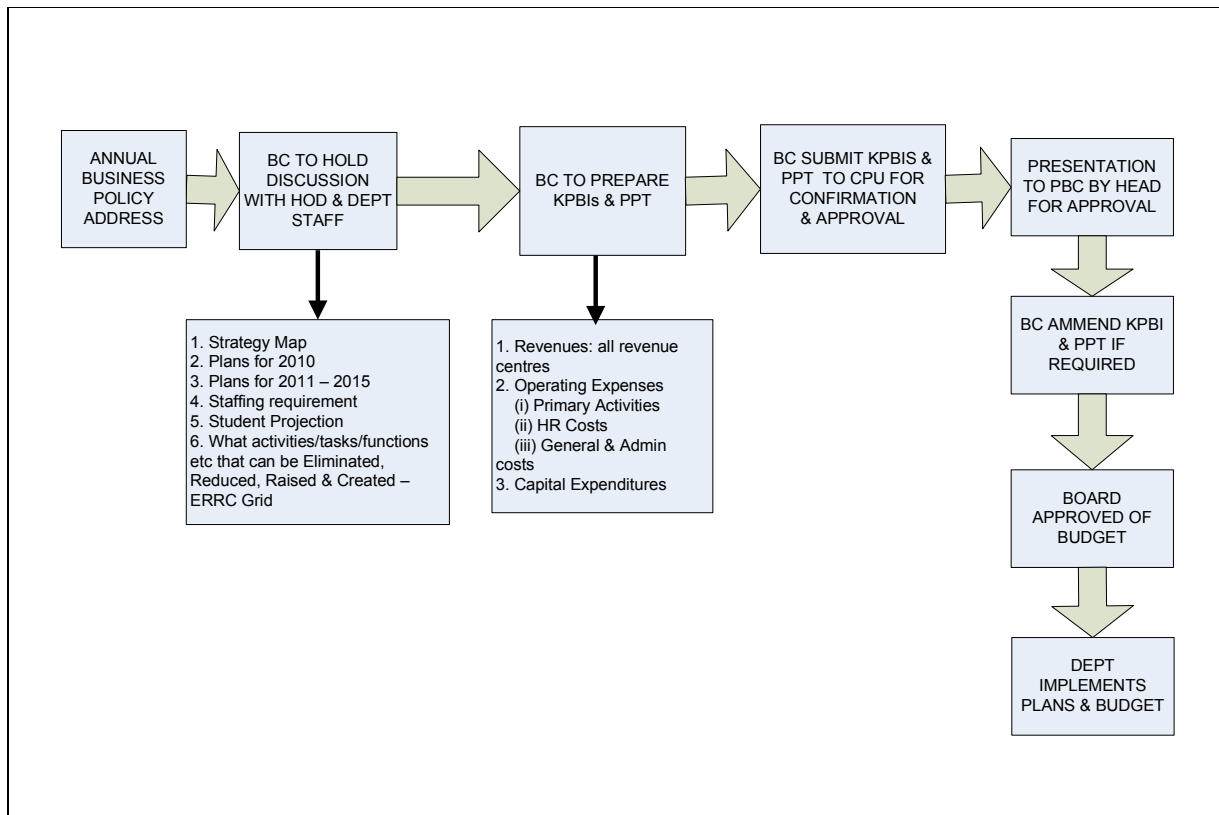 ANNUAL
BUSINESS
POLICY
ADDRESS
BC TO HOLD
DISCUSSION
WITH HOD & DEPT
STAFF
BC TO PREPARE
KPBIs & PPT
BC SUBMIT KPBIS &
PPT TO CPU FOR
CONFIRMATION
& APPROVAL
PRESENTATION
TO PBC BY HEAD
FOR APPROVAL
1. Strategy Map
2. Plans for 2010
3. Plans for 2011 – 2015
4. Staffing requirement
5. Student Projection
6. What activities/tasks/functions
etc that can be Eliminated,
Reduced, Raised & Created –
ERRC Grid
1. Revenues: all revenue
centres
2. Operating Expenses
(i) Primary Activities
(ii) HR Costs
(iii) General & Admin
costs
3. Capital Expenditures
BC AMMEND KPBI
& PPT IF
REQUIRED
BOARD
APPROVED OF
BUDGET
DEPT
IMPLEMENTS
PLANS & BUDGET